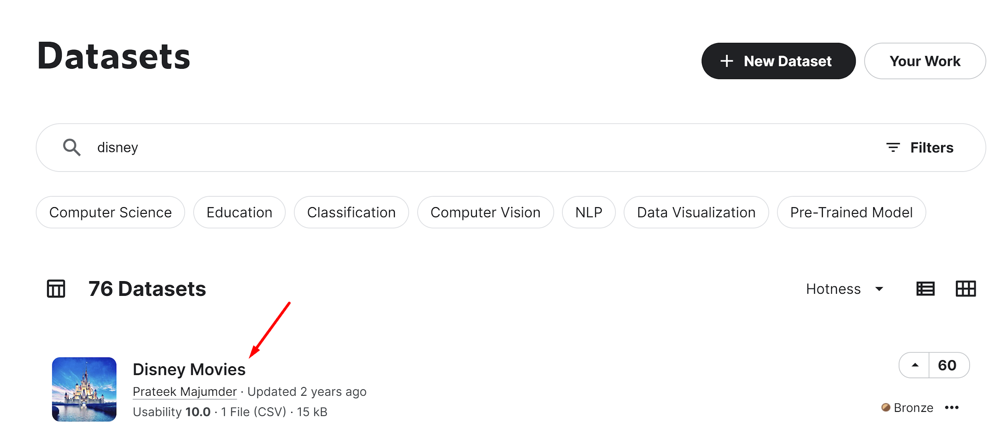 Datasets
+ New Dataset
Your Work
disney
Filters
Computer Science
Education
Classification
Computer Vision
NLP
Data Visualization
Pre-Trained Model
76 Datasets
Hotness
Disney Movies
60
Prateek Majumder · Updated 2 years ago
Usability 10.0 · 1 File (CSV) · 15 kB
Bronze •••